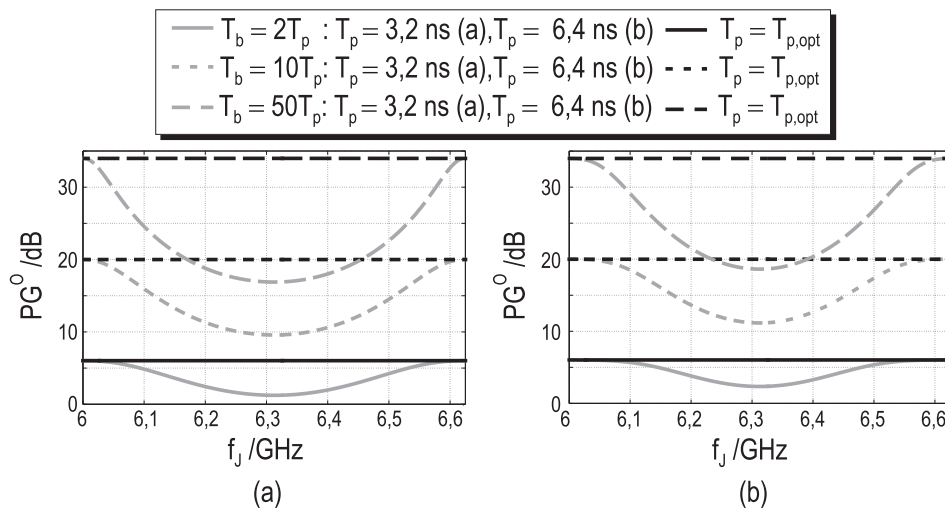 T_b = 2T_p : T_p = 3,2 ns (a), T_p = 6,4 ns (b) T_p = T_p,opt
T_b = 10T_p: T_p = 3,2 ns (a), T_p = 6,4 ns (b) T_p = T_p,opt
T_b = 50T_p: T_p = 3,2 ns (a), T_p = 6,4 ns (b) T_p = T_p,opt
PG^O /dB
30
20
10
0
6 6,1 6,2 6,3 6,4 6,5 6,6
f_J /GHz
(a)
PG^O /dB
30
20
10
0
6 6,1 6,2 6,3 6,4 6,5 6,6
f_J /GHz
(b)